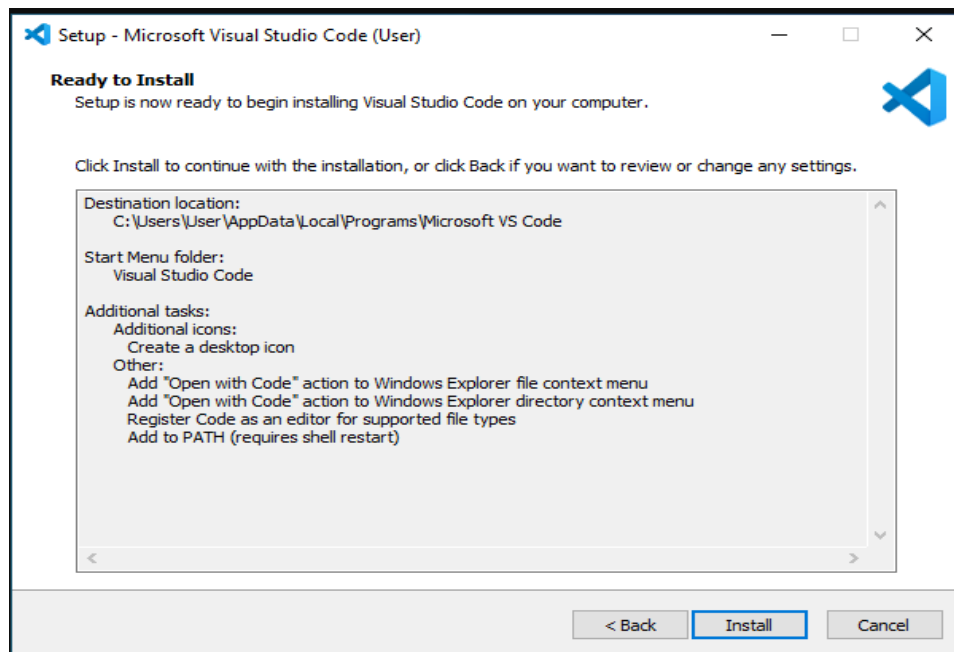 Setup - Microsoft Visual Studio Code (User)
Ready to Install
Setup is now ready to begin installing Visual Studio Code on your computer.
Click Install to continue with the installation, or click Back if you want to review or change any settings.
Destination location:
C:\Users\User\AppData\Local\Programs\Microsoft VS Code
Start Menu folder:
Visual Studio Code
Additional tasks:
Additional icons:
Create a desktop icon
Other:
Add "Open with Code" action to Windows Explorer file context menu
Add "Open with Code" action to Windows Explorer directory context menu
Register Code as an editor for supported file types
Add to PATH (requires shell restart)
< Back Install Cancel